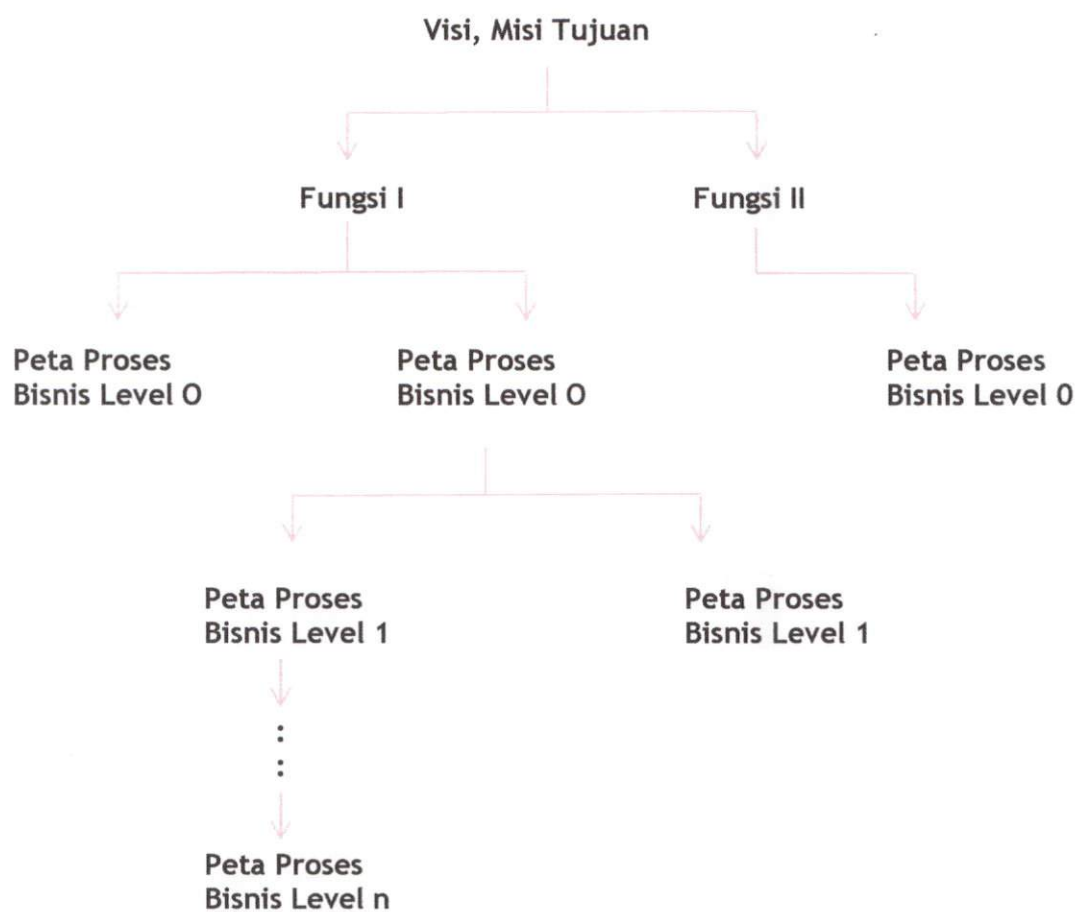 Visi, Misi Tujuan
Fungsi I
Fungsi II
Peta Proses
Bisnis Level O
Peta Proses
Bisnis Level O
Peta Proses
Bisnis Level 0
Peta Proses
Bisnis Level 1
Peta Proses
Bisnis Level 1
:
:
Peta Proses
Bisnis Level n